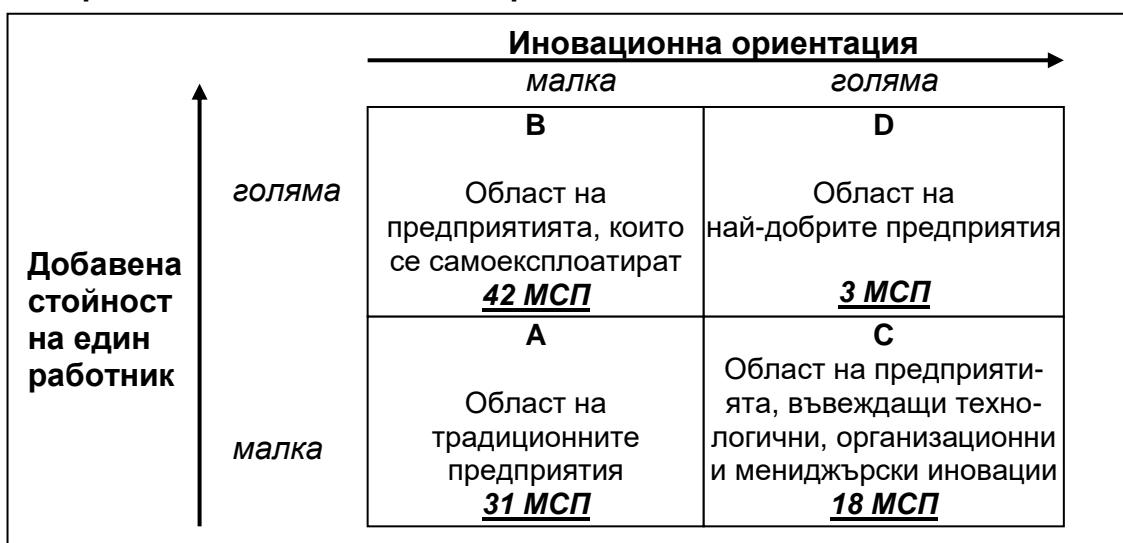 Иновационна ориентация
малка
голяма
Добавена
стойност
на един
работник
голяма
B
Област на
предприятията, които
се самоексплоатират
42 МСП
D
Област на
най-добрите предприятия
3 МСП
малка
A
Област на
традиционните
предприятия
31 МСП
C
Област на предприяти-
ята, въвеждащи техно-
логични, организационни
и мениджърски иновации
18 МСП